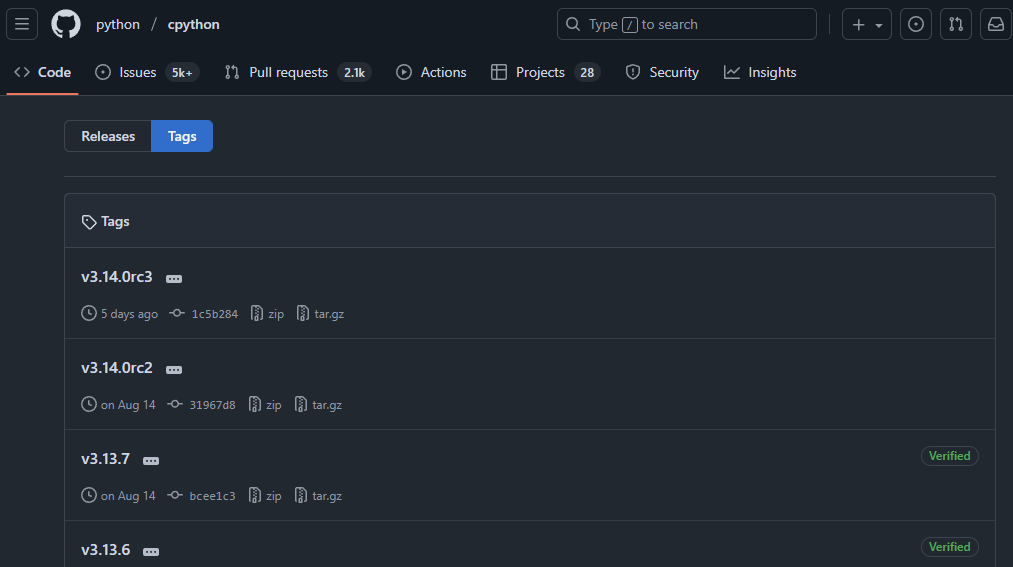 python / cpython Type / to search
Code Issues 5k+ Pull requests 2.1k Actions Projects 28 Security Insights
Releases Tags
Tags
v3.14.0rc3
5 days ago 1c5b284 zip tar.gz
v3.14.0rc2
on Aug 14 31967d8 zip tar.gz
v3.13.7 Verified
on Aug 14 bcee1c3 zip tar.gz
v3.13.6 Verified